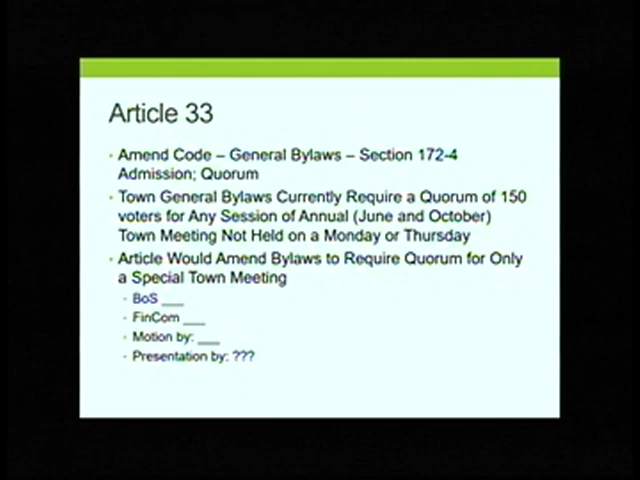 Article 33
• Amend Code – General Bylaws – Section 172-4
Admission; Quorum
• Town General Bylaws Currently Require a Quorum of 150
voters for Any Session of Annual (June and October)
Town Meeting Not Held on a Monday or Thursday
• Article Would Amend Bylaws to Require Quorum for Only
a Special Town Meeting
• BoS ___
• FinCom ___
• Motion by: ___
• Presentation by: ???